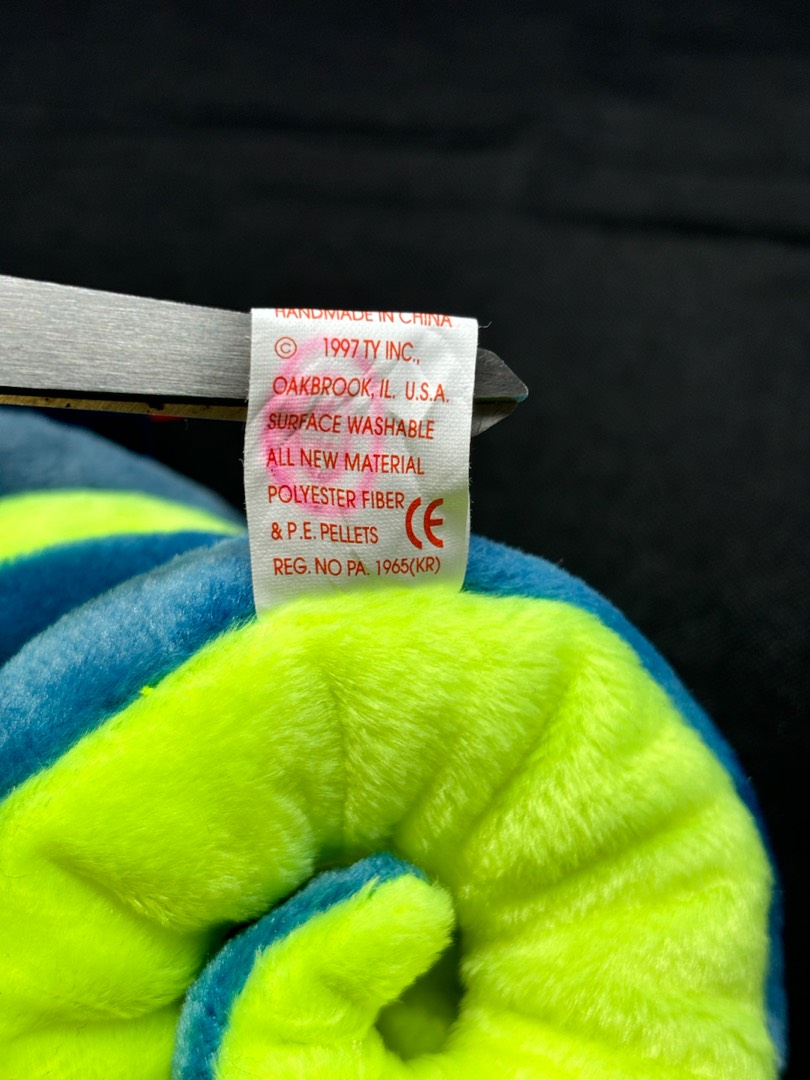 HANDMADE IN CHINA
© 1997 TY INC.,
OAKBROOK, IL. U.S.A.
SURFACE WASHABLE
ALL NEW MATERIAL
POLYESTER FIBER
& P.E. PELLETS CE
REG. NO PA. 1965(KR)